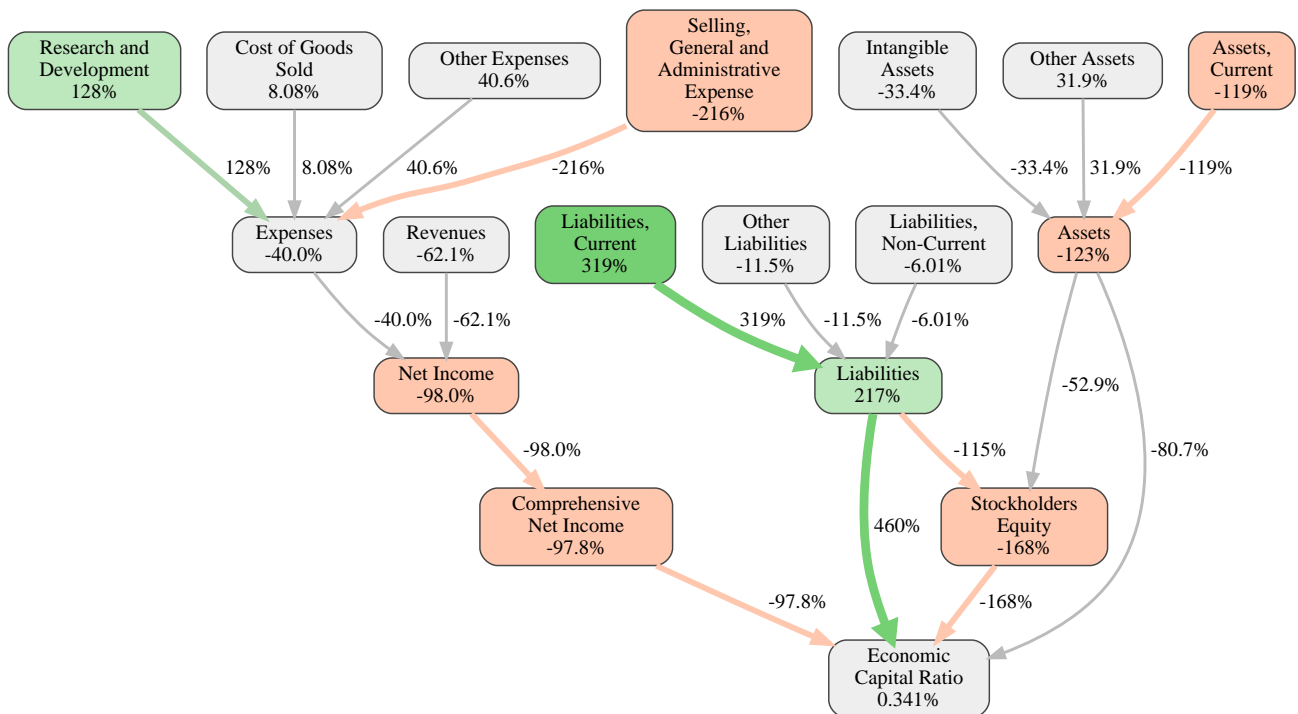 Research and
Development
128%
Cost of Goods
Sold
8.08%
Other Expenses
40.6%
Selling,
General and
Administrative
Expense
-216%
Intangible
Assets
-33.4%
Other Assets
31.9%
Assets,
Current
-119%
128%
8.08%
40.6%
-216%
-33.4%
31.9%
-119%
Expenses
-40.0%
Revenues
-62.1%
Liabilities,
Current
319%
Other
Liabilities
-11.5%
Liabilities,
Non-Current
-6.01%
Assets
-123%
-40.0%
-62.1%
319%
-11.5%
-6.01%
Net Income
-98.0%
Liabilities
217%
-52.9%
-98.0%
-115%
-80.7%
Comprehensive
Net Income
-97.8%
460%
Stockholders
Equity
-168%
-97.8%
-168%
Economic
Capital Ratio
0.341%